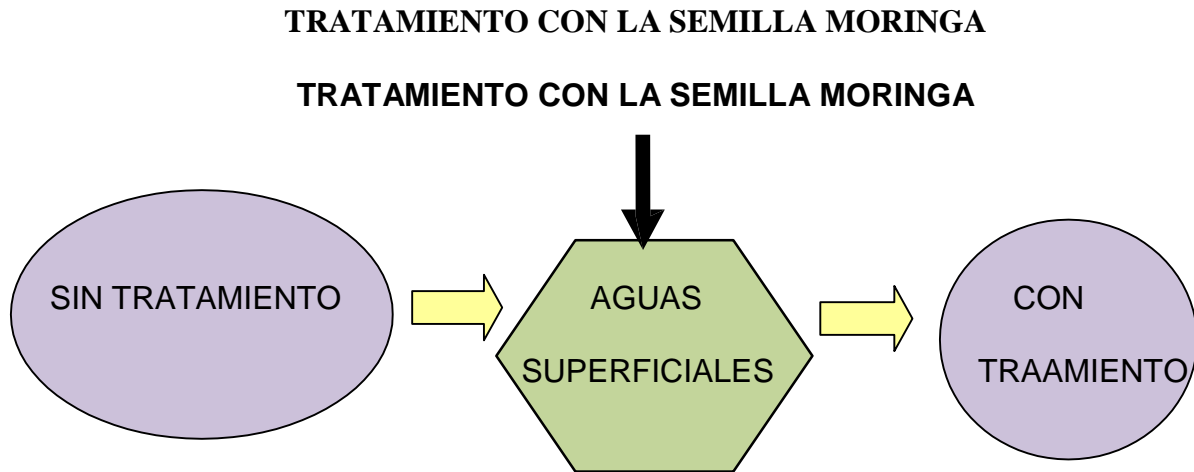 TRATAMIENTO CON LA SEMILLA MORINGA
TRATAMIENTO CON LA SEMILLA MORINGA
SIN TRATAMIENTO
AGUAS
SUPERFICIALES
CON
TRAAMIENTO